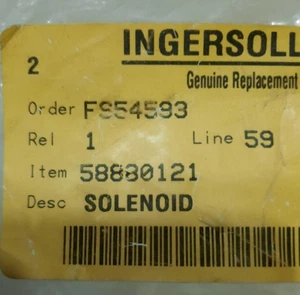 INGERSOLL
2
Genuine Replacement
Order FS54593
Rel 1 Line 59
Item 58880121
Desc SOLENOID